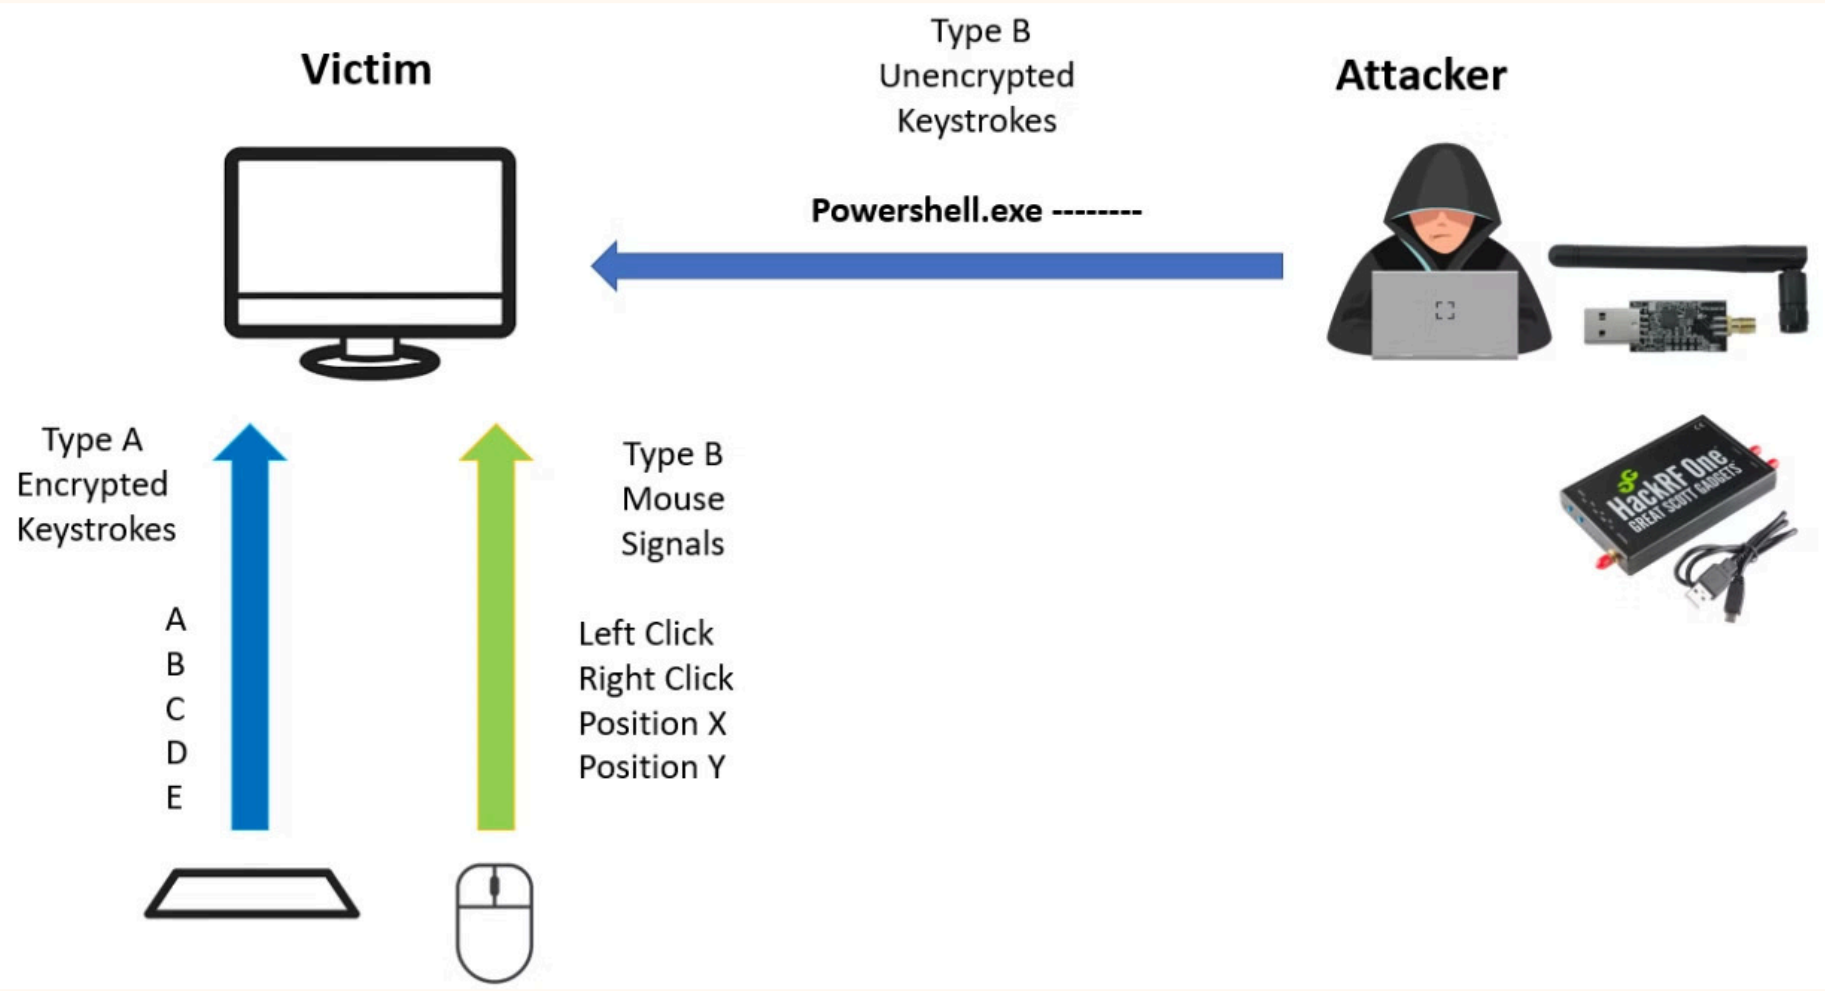 Victim
Type B
Unencrypted
Keystrokes
Attacker
Powershell.exe --------
Type A
Encrypted
Keystrokes
A
B
C
D
E
Type B
Mouse
Signals
Left Click
Right Click
Position X
Position Y
HackRF One
GREAT SCOTT GADGETS